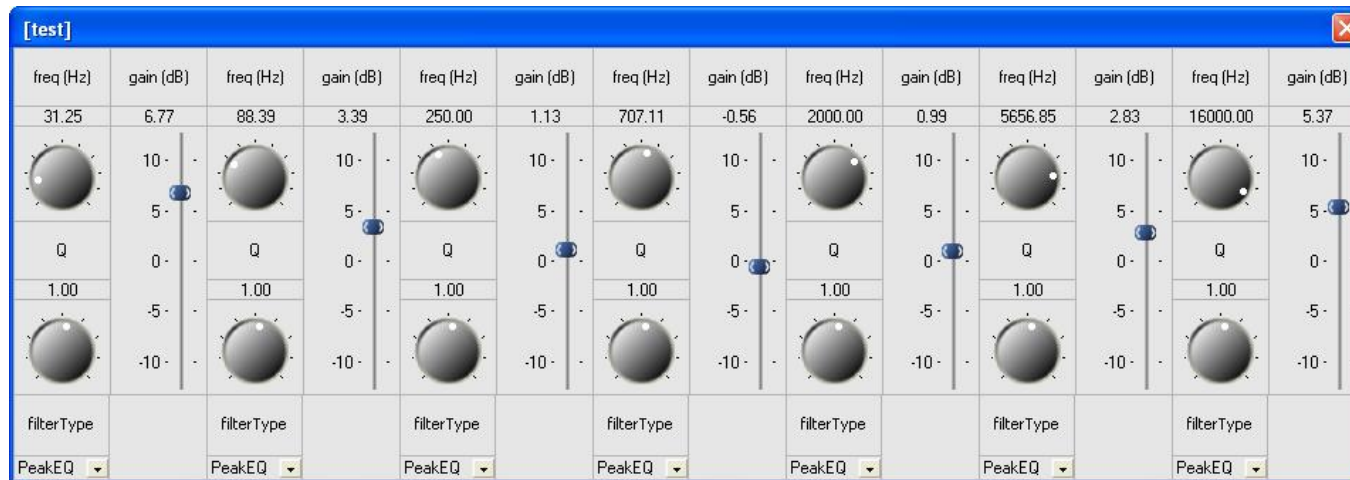 [test]
freq (Hz) gain (dB) freq (Hz) gain (dB) freq (Hz) gain (dB) freq (Hz) gain (dB) freq (Hz) gain (dB) freq (Hz) gain (dB) freq (Hz) gain (dB)
31.25 6.77 88.39 3.39 250.00 1.13 707.11 -0.56 2000.00 0.99 5656.85 2.83 16000.00 5.37
10 10 10 10 10 10 10
5 5 5 5 5 5 5
Q Q Q Q Q Q Q
0 0 0 0 0 0 0
1.00 1.00 1.00 1.00 1.00 1.00 1.00
-5 -5 -5 -5 -5 -5 -5
-10 -10 -10 -10 -10 -10 -10
filterType filterType filterType filterType filterType filterType filterType
PeakEQ PeakEQ PeakEQ PeakEQ PeakEQ PeakEQ PeakEQ